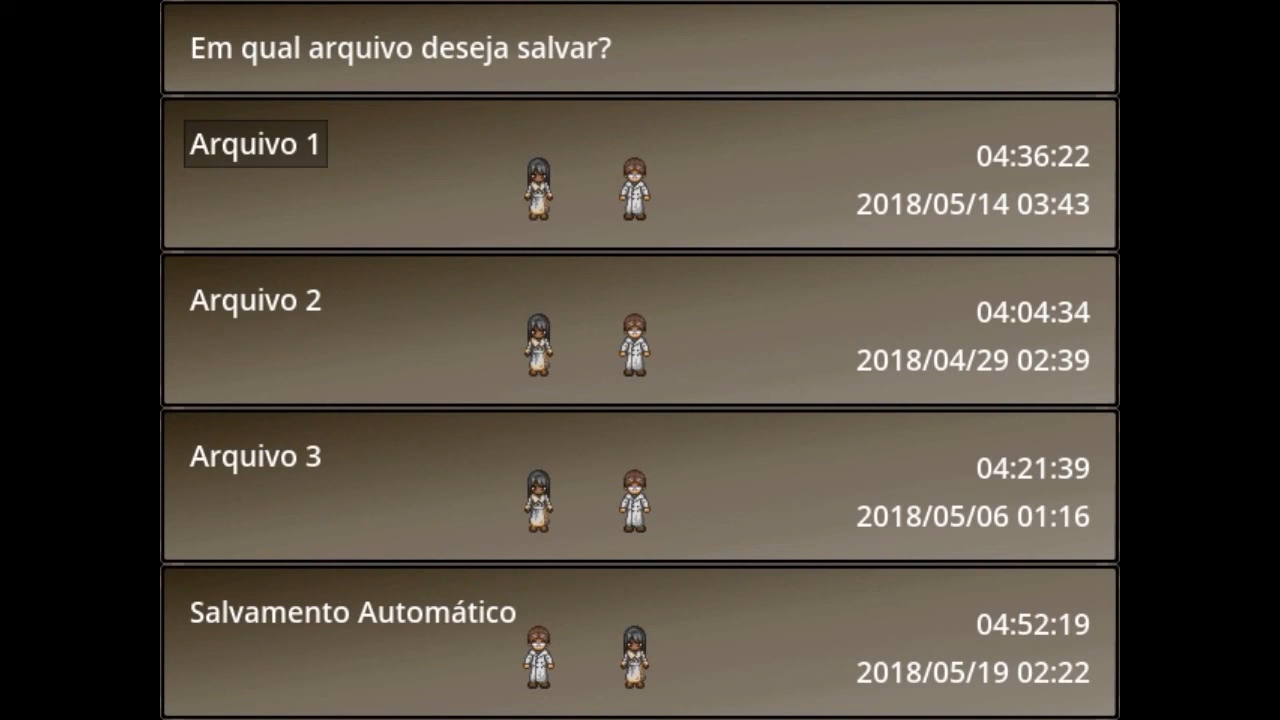 Em qual arquivo deseja salvar?
Arquivo 1
04:36:22
2018/05/14 03:43
Arquivo 2
04:04:34
2018/04/29 02:39
Arquivo 3
04:21:39
2018/05/06 01:16
Salvamento Automático
04:52:19
2018/05/19 02:22